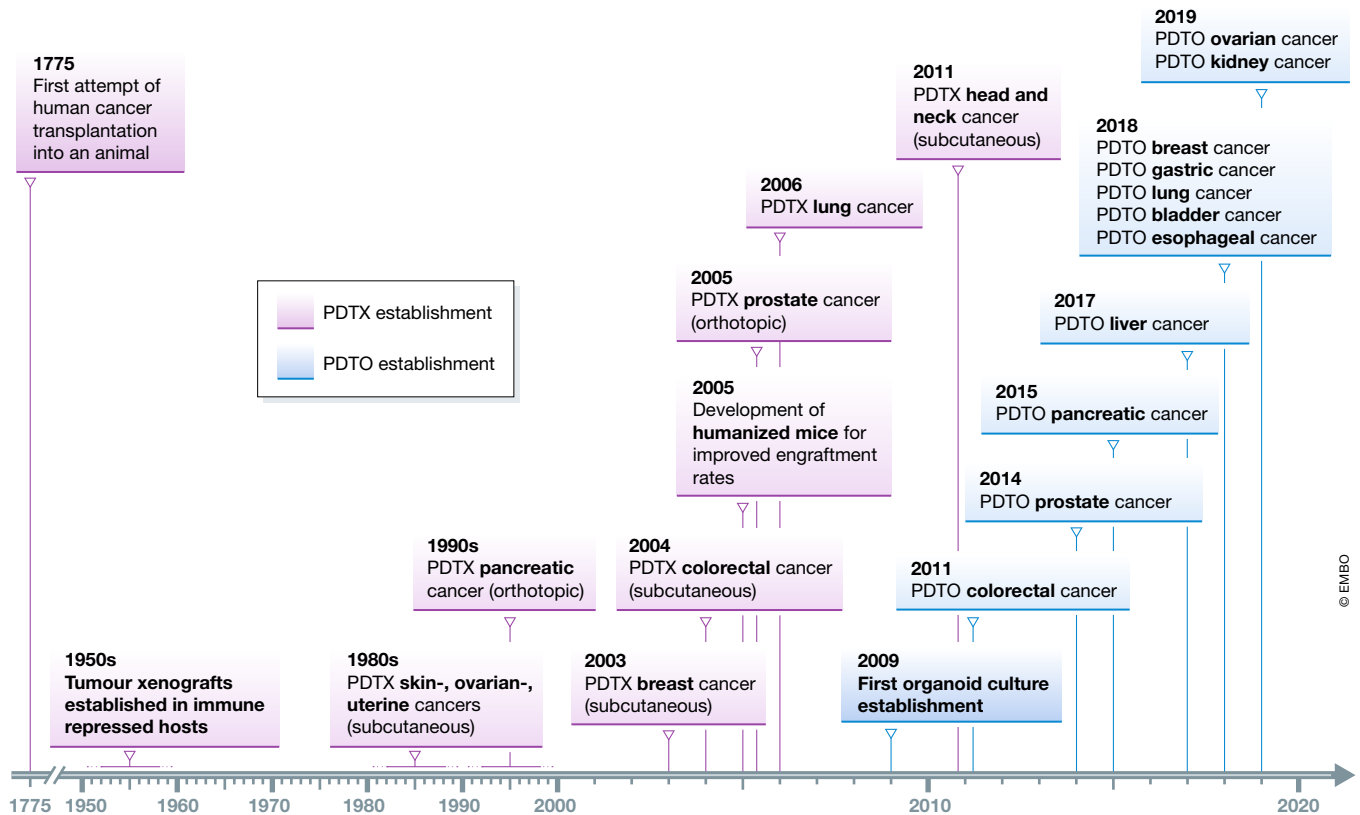 1775
First attempt of
human cancer
transplantation
into an animal
1950s
Tumour xenografts
established in immune
repressed hosts
PDTX establishment
PDTO establishment
1980s
PDTX skin-, ovarian-,
uterine cancers
(subcutaneous)
1990s
PDTX pancreatic
cancer (orthotopic)
2003
PDTX breast cancer
(subcutaneous)
2004
PDTX colorectal cancer
(subcutaneous)
2005
Development of
humanized mice for
improved engraftment
rates
2005
PDTX prostate cancer
(orthotopic)
2006
PDTX lung cancer
2009
First organoid culture
establishment
2011
PDTX head and
neck cancer
(subcutaneous)
2011
PDTO colorectal cancer
2014
PDTO prostate cancer
2015
PDTO pancreatic cancer
2017
PDTO liver cancer
2018
PDTO breast cancer
PDTO gastric cancer
PDTO lung cancer
PDTO bladder cancer
PDTO esophageal cancer
2019
PDTO ovarian cancer
PDTO kidney cancer
1775 1950 1960 1970 1980 1990 2000 2010 2020
© EMBO